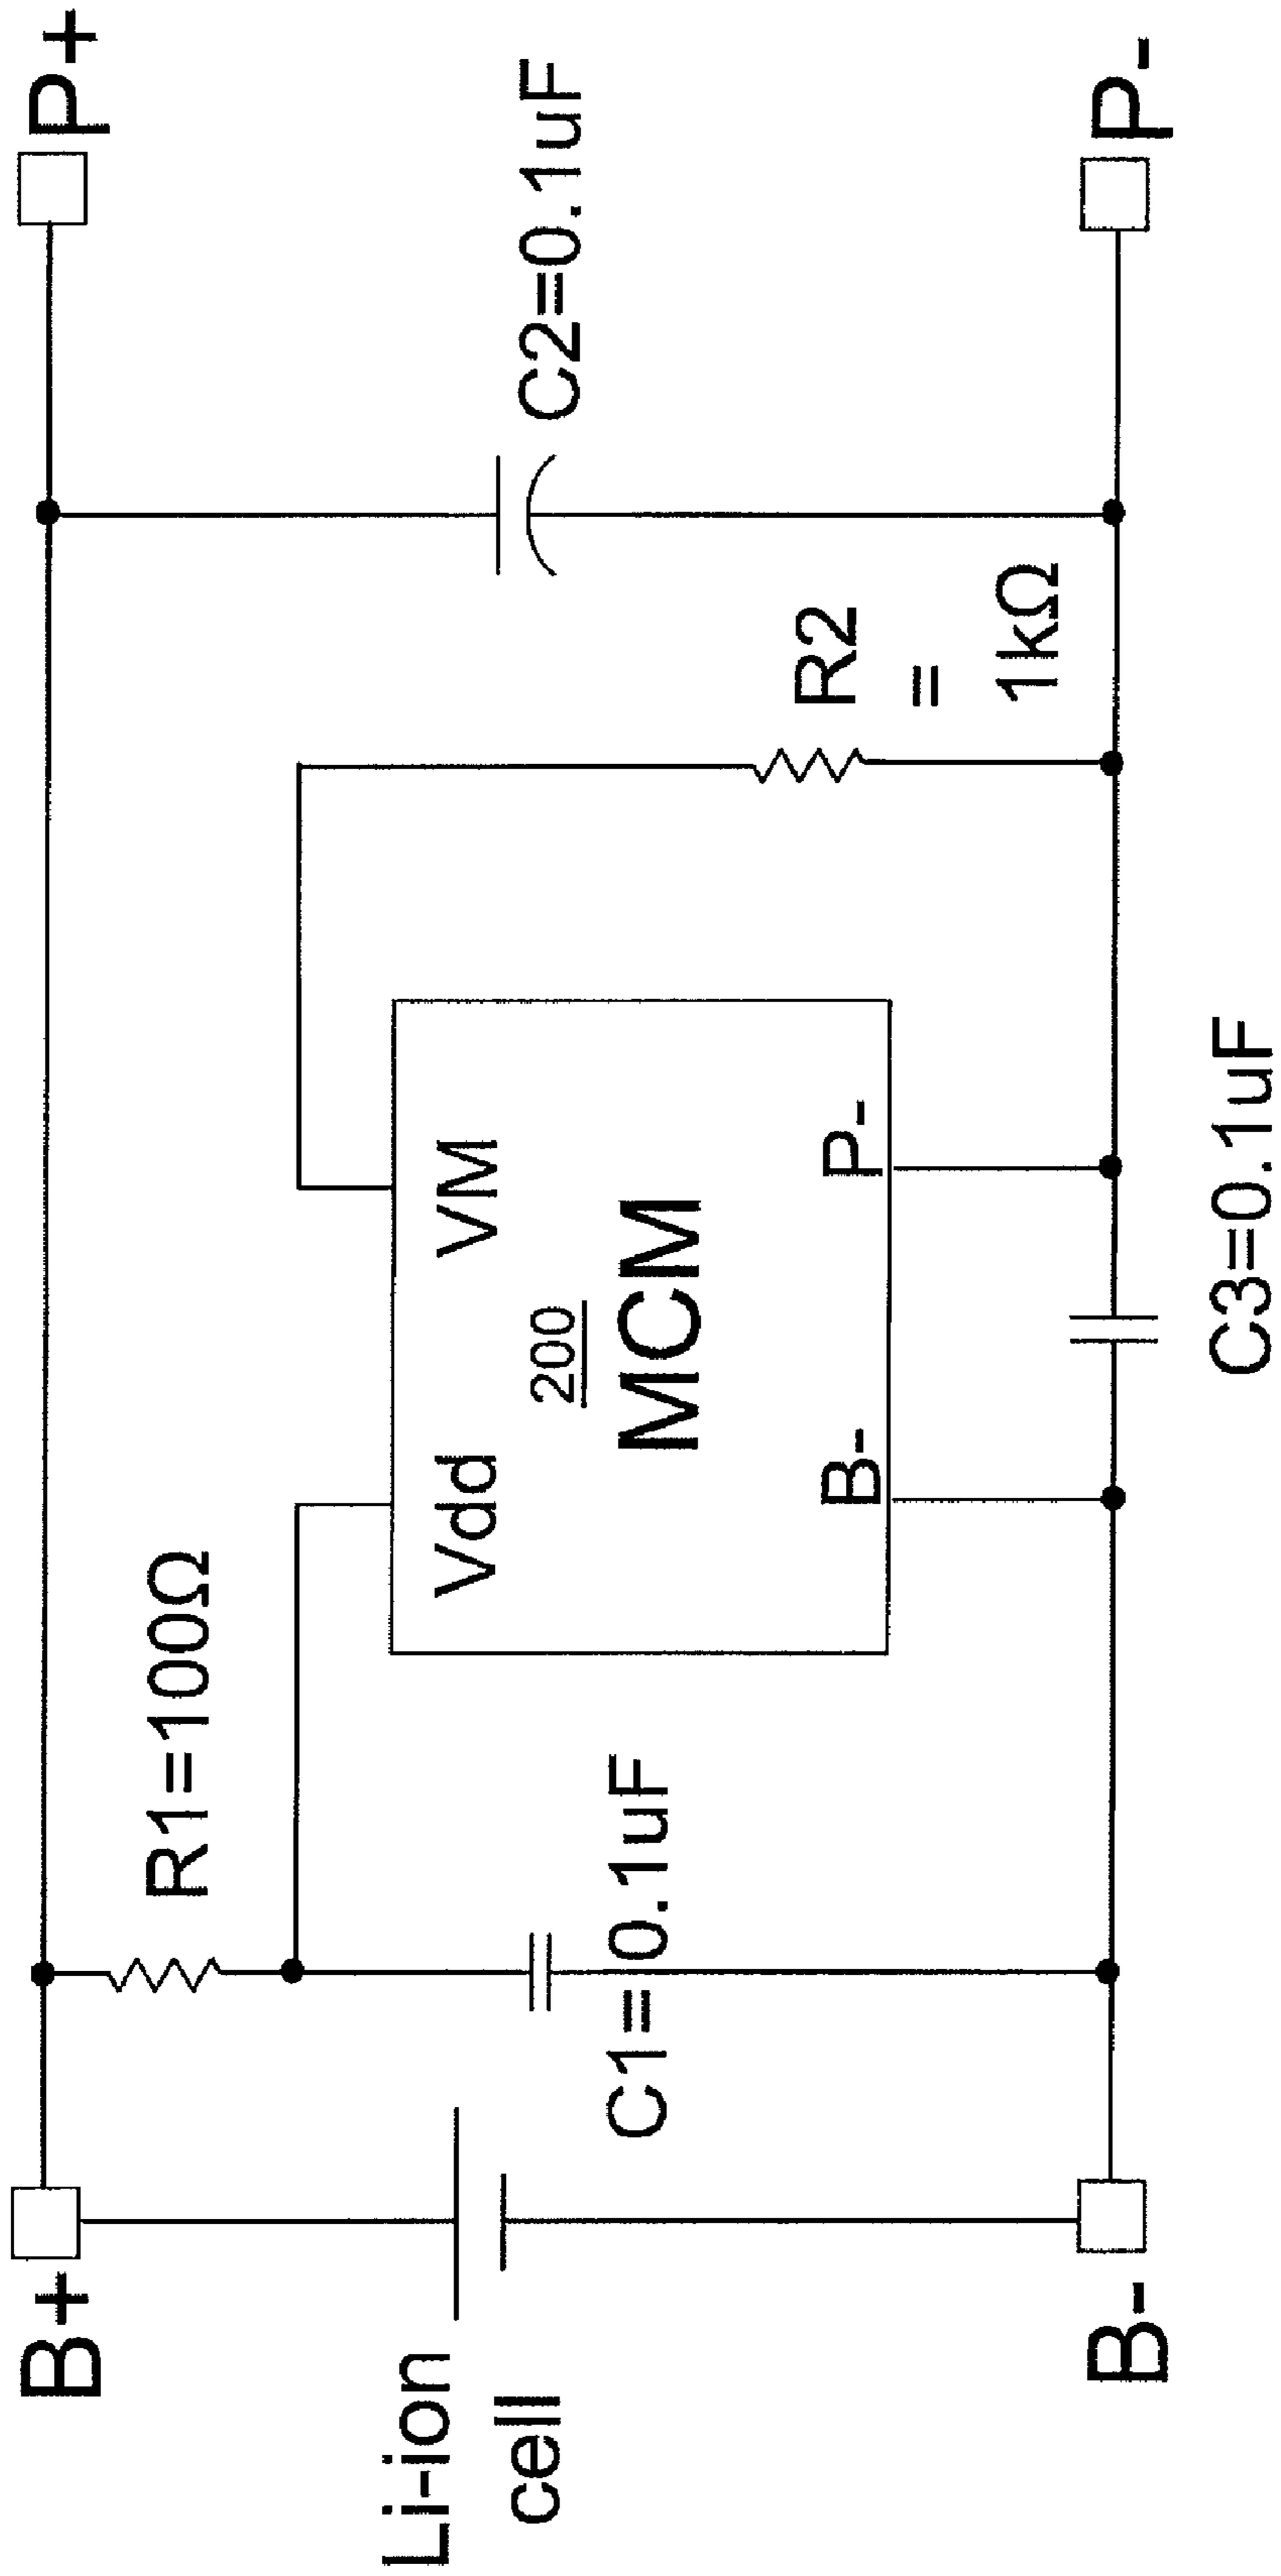 B+
P+
R1=100Ω
Vdd
VM
200
MCM
B-
P-
Li-ion
cell
C1=0.1uF
C2=0.1uF
R2
=
1kΩ
B-
P-
C3=0.1uF